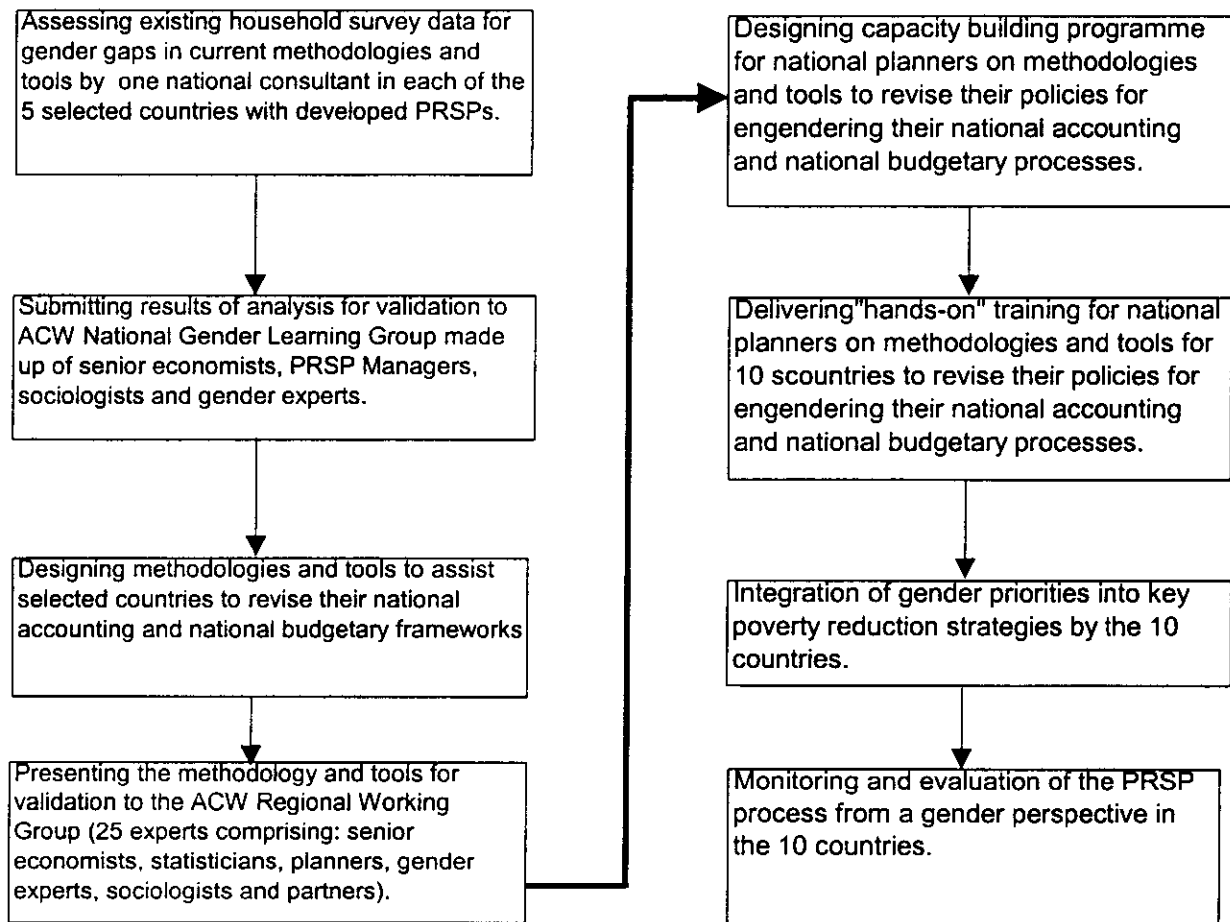 Assessing existing household survey data for
gender gaps in current methodologies and
tools by one national consultant in each of the
5 selected countries with developed PRSPs.
Submitting results of analysis for validation to
ACW National Gender Learning Group made
up of senior economists, PRSP Managers,
sociologists and gender experts.
Designing methodologies and tools to assist
selected countries to revise their national
accounting and national budgetary frameworks
Presenting the methodology and tools for
validation to the ACW Regional Working
Group (25 experts comprising: senior
economists, statisticians, planners, gender
experts, sociologists and partners).
Designing capacity building programme
for national planners on methodologies
and tools to revise their policies for
engendering their national accounting
and national budgetary processes.
Delivering"hands-on" training for national
planners on methodologies and tools for
10 scountries to revise their policies for
engendering their national accounting
and national budgetary processes.
Integration of gender priorities into key
poverty reduction strategies by the 10
countries.
Monitoring and evaluation of the PRSP
process from a gender perspective in
the 10 countries.